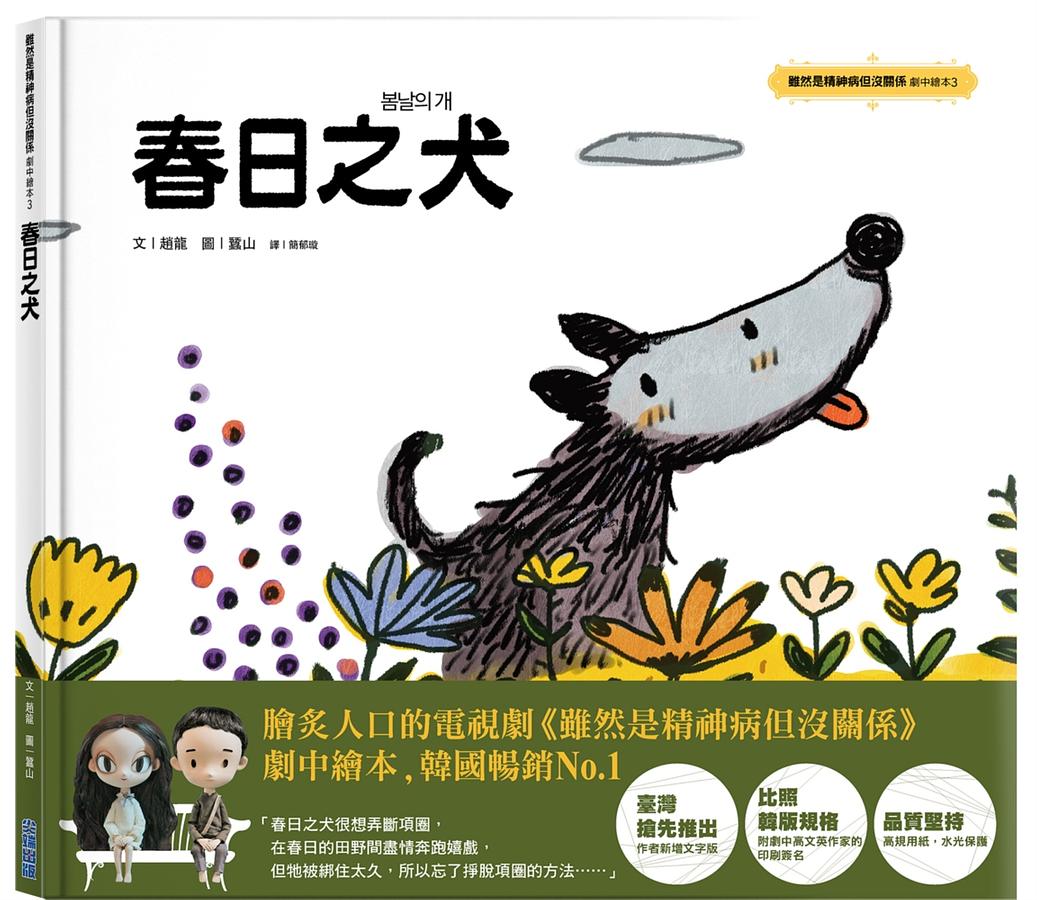 雖然是精神病但沒關係 劇中繪本3
春日之犬
文｜趙龍 圖｜蠶山
尖端出版
雖然是精神病但沒關係 劇中繪本3
봄날의 개
春日之犬
文｜趙龍 圖｜蠶山 譯｜簡郁璇
膾炙人口的電視劇《雖然是精神病但沒關係》
劇中繪本，韓國暢銷No.1
「春日之犬很想弄斷項圈，
在春日的田野間盡情奔跑嬉戲，
但牠被綁住太久，所以忘了掙脫項圈的方法……」
臺灣
搶先推出
作者新增文字版
比照
韓版規格
附劇中高文英作家的
印刷簽名
品質堅持
高規用紙，水光保護